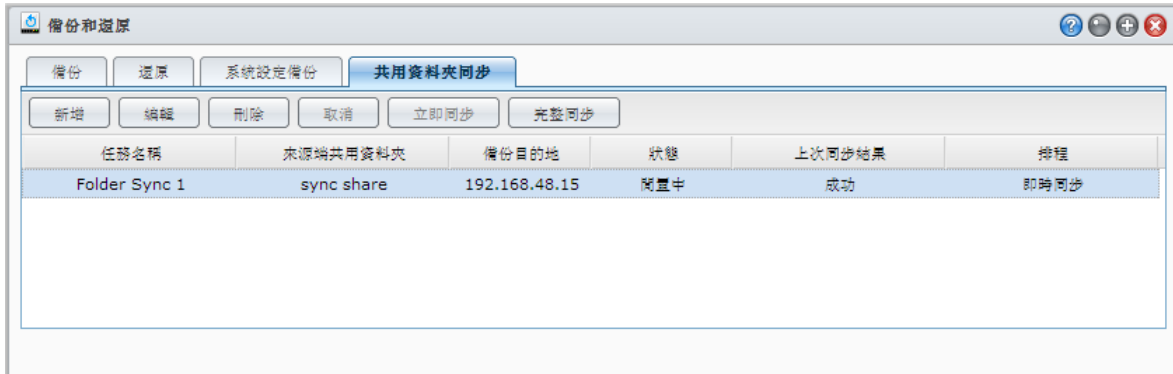 備份和還原
備份 還原 系統設定備份 共用資料夾同步
新增 編輯 刪除 取消 立即同步 完整同步
任務名稱 來源端共用資料夾 備份目的地 狀態 上次同步結果 排程
Folder Sync 1 sync share 192.168.48.15 閒置中 成功 即時同步